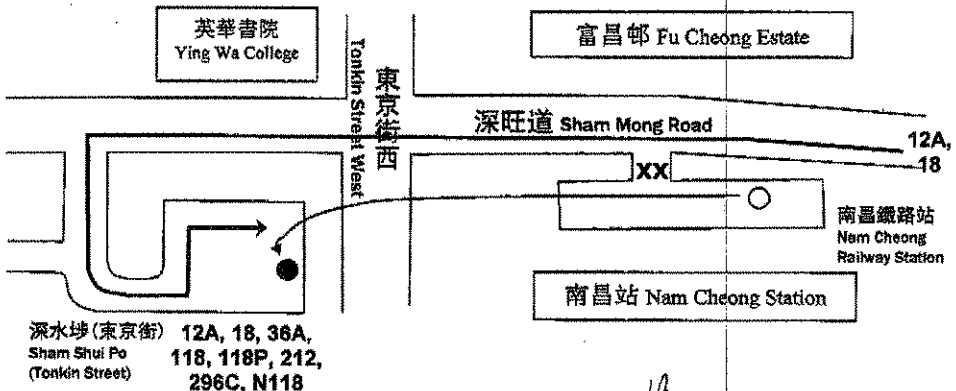 英華書院
Ying Wa College
富昌邨 Fu Cheong Estate
東京街西
Tonkin Street West
深旺道 Sham Mong Road
12A,
18
XX
南昌鐵路站
Nam Cheong
Railway Station
南昌站 Nam Cheong Station
深水埗(東京街)
Sham Shui Po
(Tonkin Street)
12A, 18, 36A,
118, 118P, 212,
296C, N118